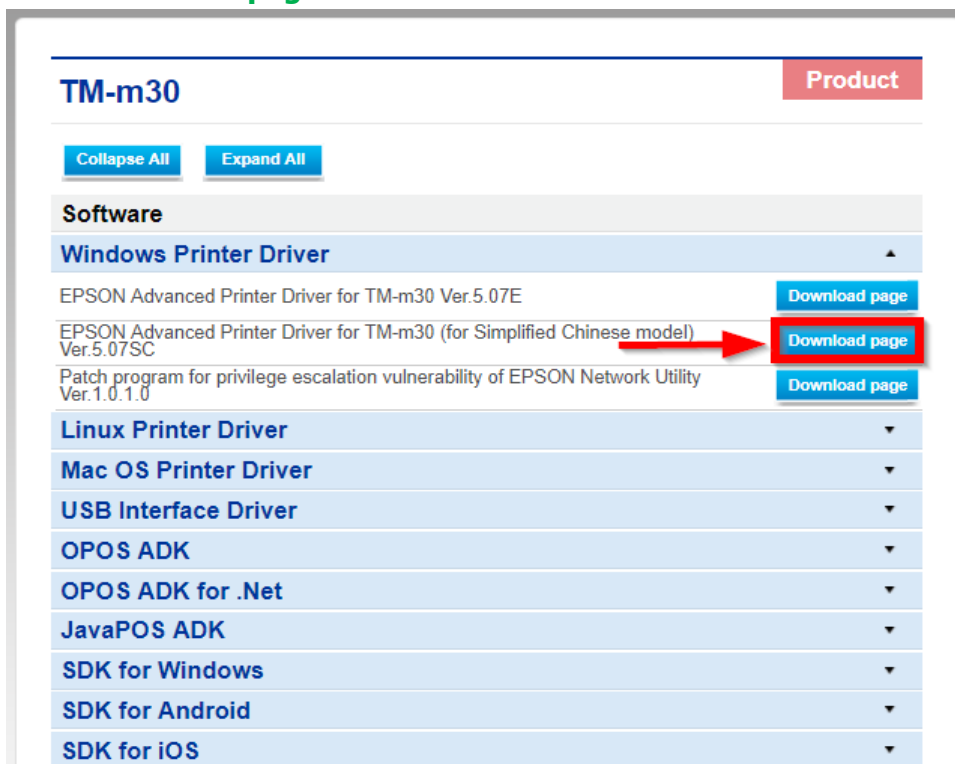 TM-m30
Product
Collapse All
Expand All
Software
Windows Printer Driver
EPSON Advanced Printer Driver for TM-m30 Ver.5.07E
Download page
EPSON Advanced Printer Driver for TM-m30 (for Simplified Chinese model)
Ver.5.07SC
Download page
Patch program for privilege escalation vulnerability of EPSON Network Utility
Ver.1.0.1.0
Download page
Linux Printer Driver
Mac OS Printer Driver
USB Interface Driver
OPOS ADK
OPOS ADK for .Net
JavaPOS ADK
SDK for Windows
SDK for Android
SDK for iOS